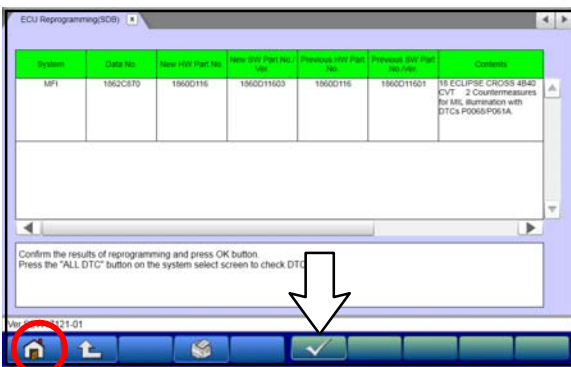 ECU Reprogramming(SDB) x
System Data No. New HW Part No. New SW Part No./ Previous HW Part Previous SW Part Contents
Ver. No. No./Ver.
MFI 1862C870 1860D116 1860D11603 1860D116 1860D11601 18 ECLIPSE CROSS 4B40
CVT 2 Countermeasures
for MIL illumination with
DTCs P0068/P061A.
Confirm the results of reprogramming and press OK button.
Press the "ALL DTC" button on the system select screen to check DTC
121-01